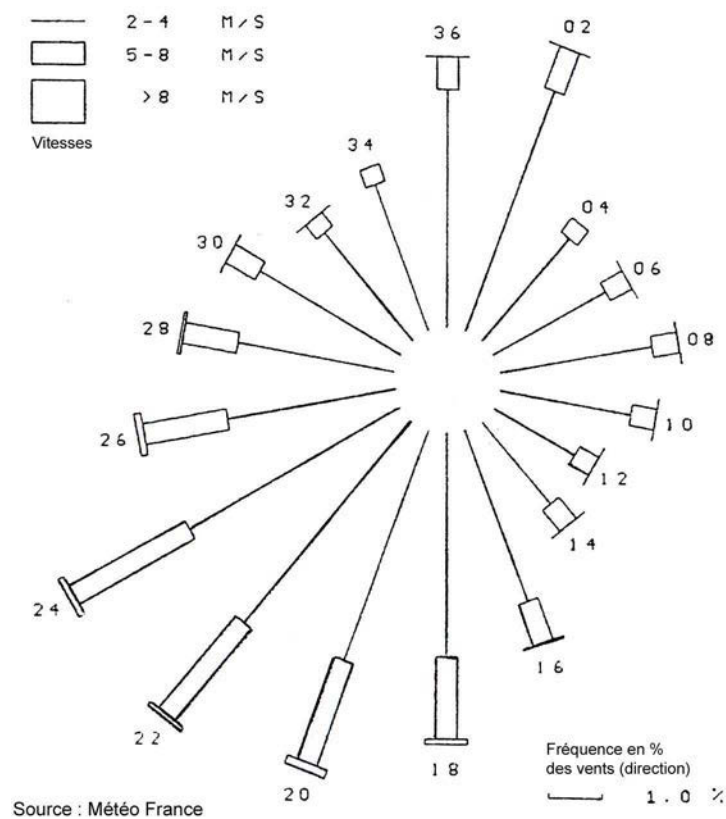 2-4 M/S
5-8 M/S
>8 M/S
Vitesses
36
02
34
04
32
06
30
08
28
10
26
12
14
24
16
22
18
20
Fréquence en %
des vents (direction)
1.0 %
Source : Météo France